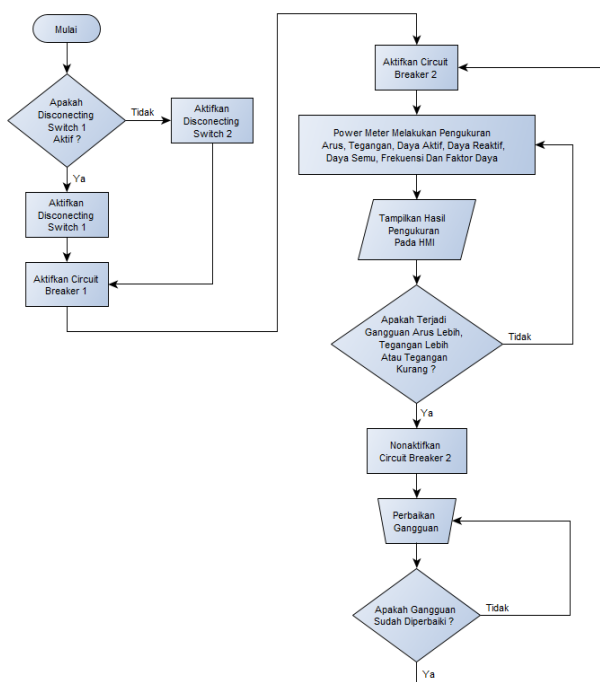 Mulai
Apakah
Disconecting
Switch 1
Aktif ?
Tidak
Aktifkan
Disconecting
Switch 2
Ya
Aktifkan
Disconecting
Switch 1
Aktifkan Circuit
Breaker 1
Aktifkan Circuit
Breaker 2
Power Meter Melakukan Pengukuran
Arus, Tegangan, Daya Aktif, Daya Reaktif,
Daya Semu, Frekuensi Dan Faktor Daya
Tampilkan Hasil
Pengukuran
Pada HMI
Apakah Terjadi
Gangguan Arus Lebih,
Tegangan Lebih
Atau Tegangan
Kurang ?
Tidak
Ya
Nonaktifkan
Circuit Breaker 2
Perbaikan
Gangguan
Apakah Gangguan
Sudah Diperbaiki ?
Tidak
Ya